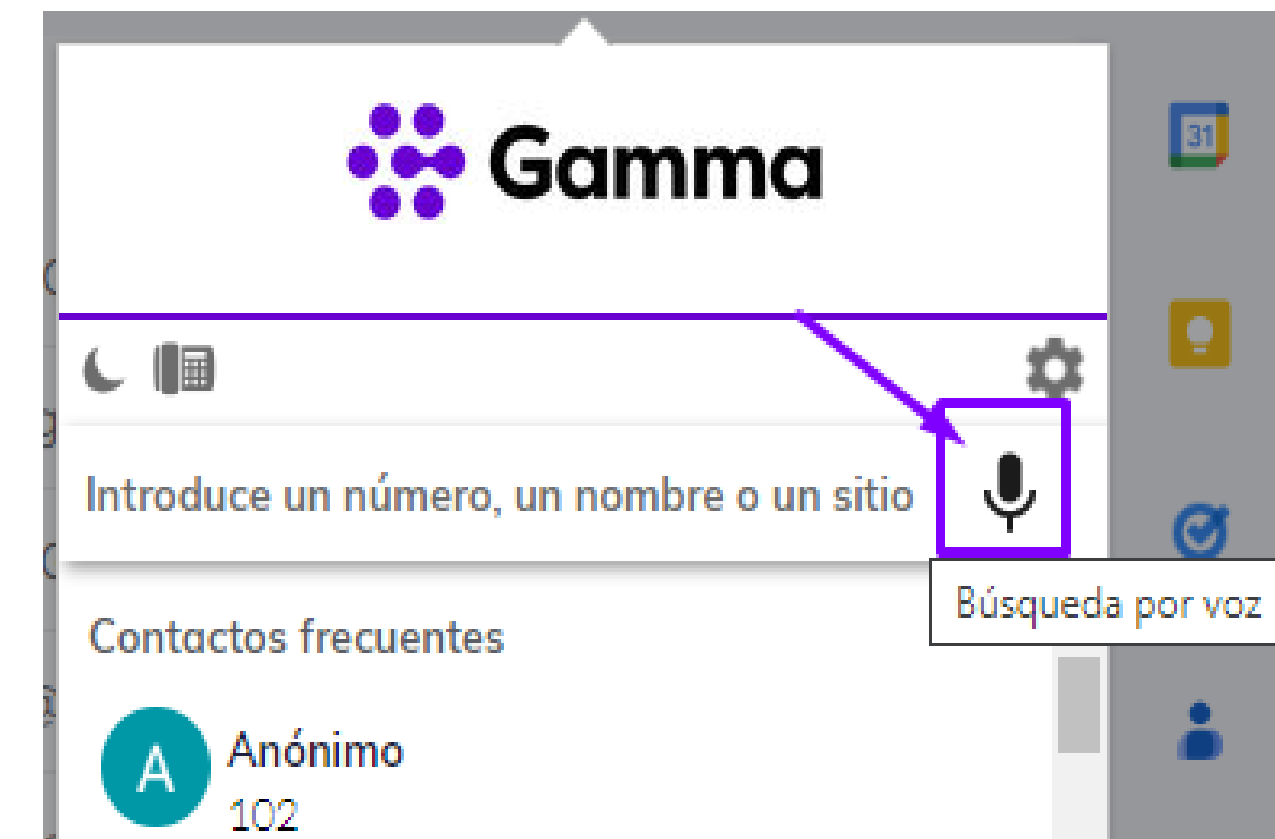 Gamma
31
Introduce un número, un nombre o un sitio
Búsqueda por voz
Contactos frecuentes
A
Anónimo
102